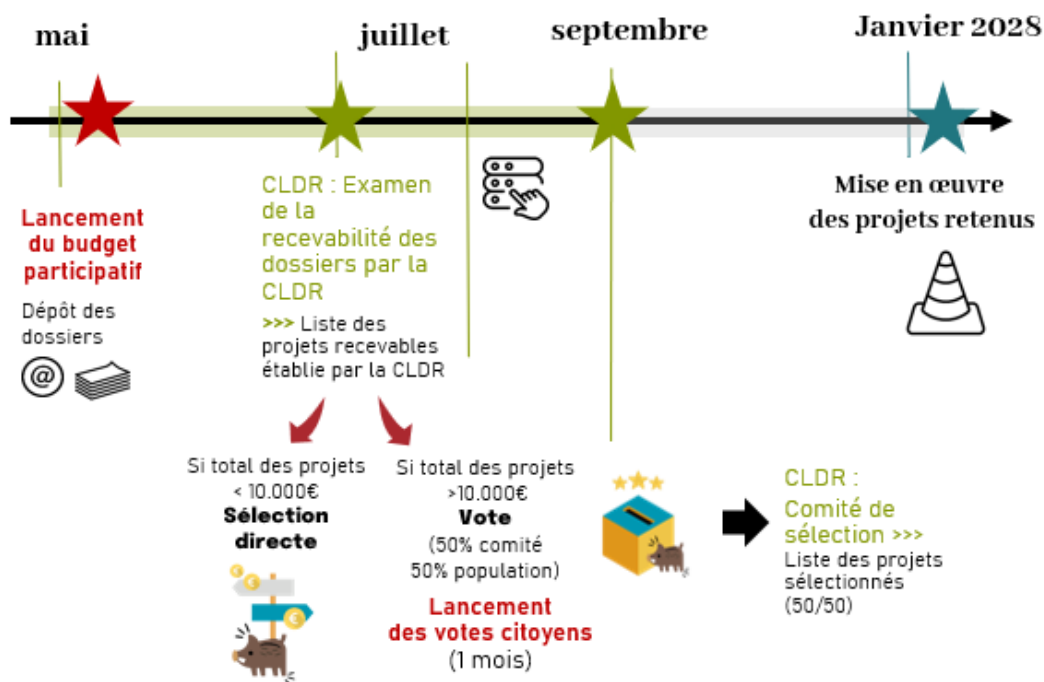 mai
juillet
septembre
Janvier 2028
Lancement
du budget
participatif
Dépôt des
dossiers
@
CLDR : Examen
de la
recevabilité des
dossiers par la
CLDR
>>> Liste des
projets recevables
établie par la CLDR
Mise en œuvre
des projets retenus
Si total des projets
< 10.000€
Sélection
directe
Si total des projets
>10.000€
Vote
(50% comité
50% population)
Lancement
des votes citoyens
(1 mois)
CLDR :
Comité de
sélection >>>
Liste des projets
sélectionnés
(50/50)
€
€